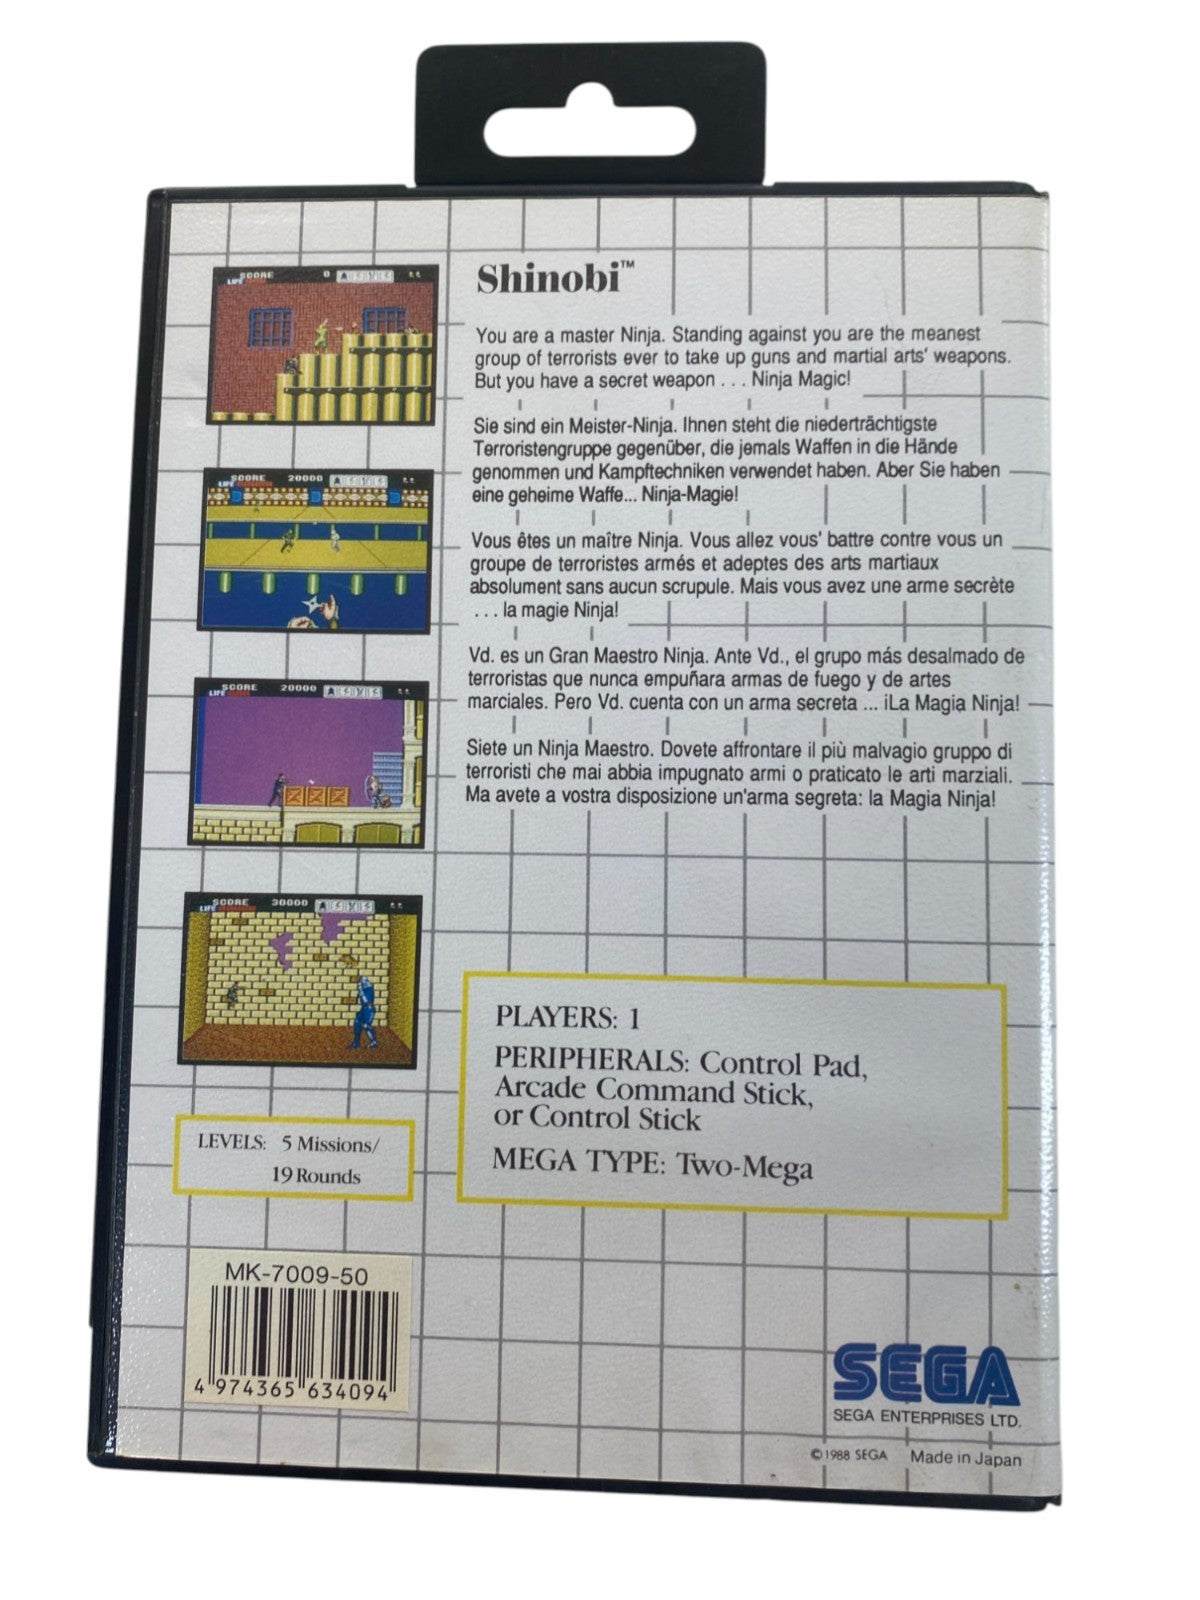 SCORE 0
LIFE
SCORE 20000
LIFE
SCORE 20000
LIFE
SCORE 30000
LIFE
LEVELS: 5 Missions/
19 Rounds
MK-7009-50
4 974365 634094
Shinobi™
You are a master Ninja. Standing against you are the meanest
group of terrorists ever to take up guns and martial arts' weapons.
But you have a secret weapon . . . Ninja Magic!
Sie sind ein Meister-Ninja. Ihnen steht die niederträchtigste
Terroristengruppe gegenüber, die jemals Waffen in die Hände
genommen und Kampftechniken verwendet haben. Aber Sie haben
eine geheime Waffe... Ninja-Magie!
Vous êtes un maître Ninja. Vous allez vous' battre contre vous un
groupe de terroristes armés et adeptes des arts martiaux
absolument sans aucun scrupule. Mais vous avez une arme secrète
. . . la magie Ninja!
Vd. es un Gran Maestro Ninja. Ante Vd., el grupo más desalmado de
terroristas que nunca empuñara armas de fuego y de artes
marciales. Pero Vd. cuenta con un arma secreta ... ¡La Magia Ninja!
Siete un Ninja Maestro. Dovete affrontare il più malvagio gruppo di
terroristi che mai abbia impugnato armi o praticato le arti marziali.
Ma avete a vostra disposizione un'arma segreta: la Magia Ninja!
PLAYERS: 1
PERIPHERALS: Control Pad,
Arcade Command Stick,
or Control Stick
MEGA TYPE: Two-Mega
SEGA
SEGA ENTERPRISES LTD.
©1988 SEGA Made in Japan